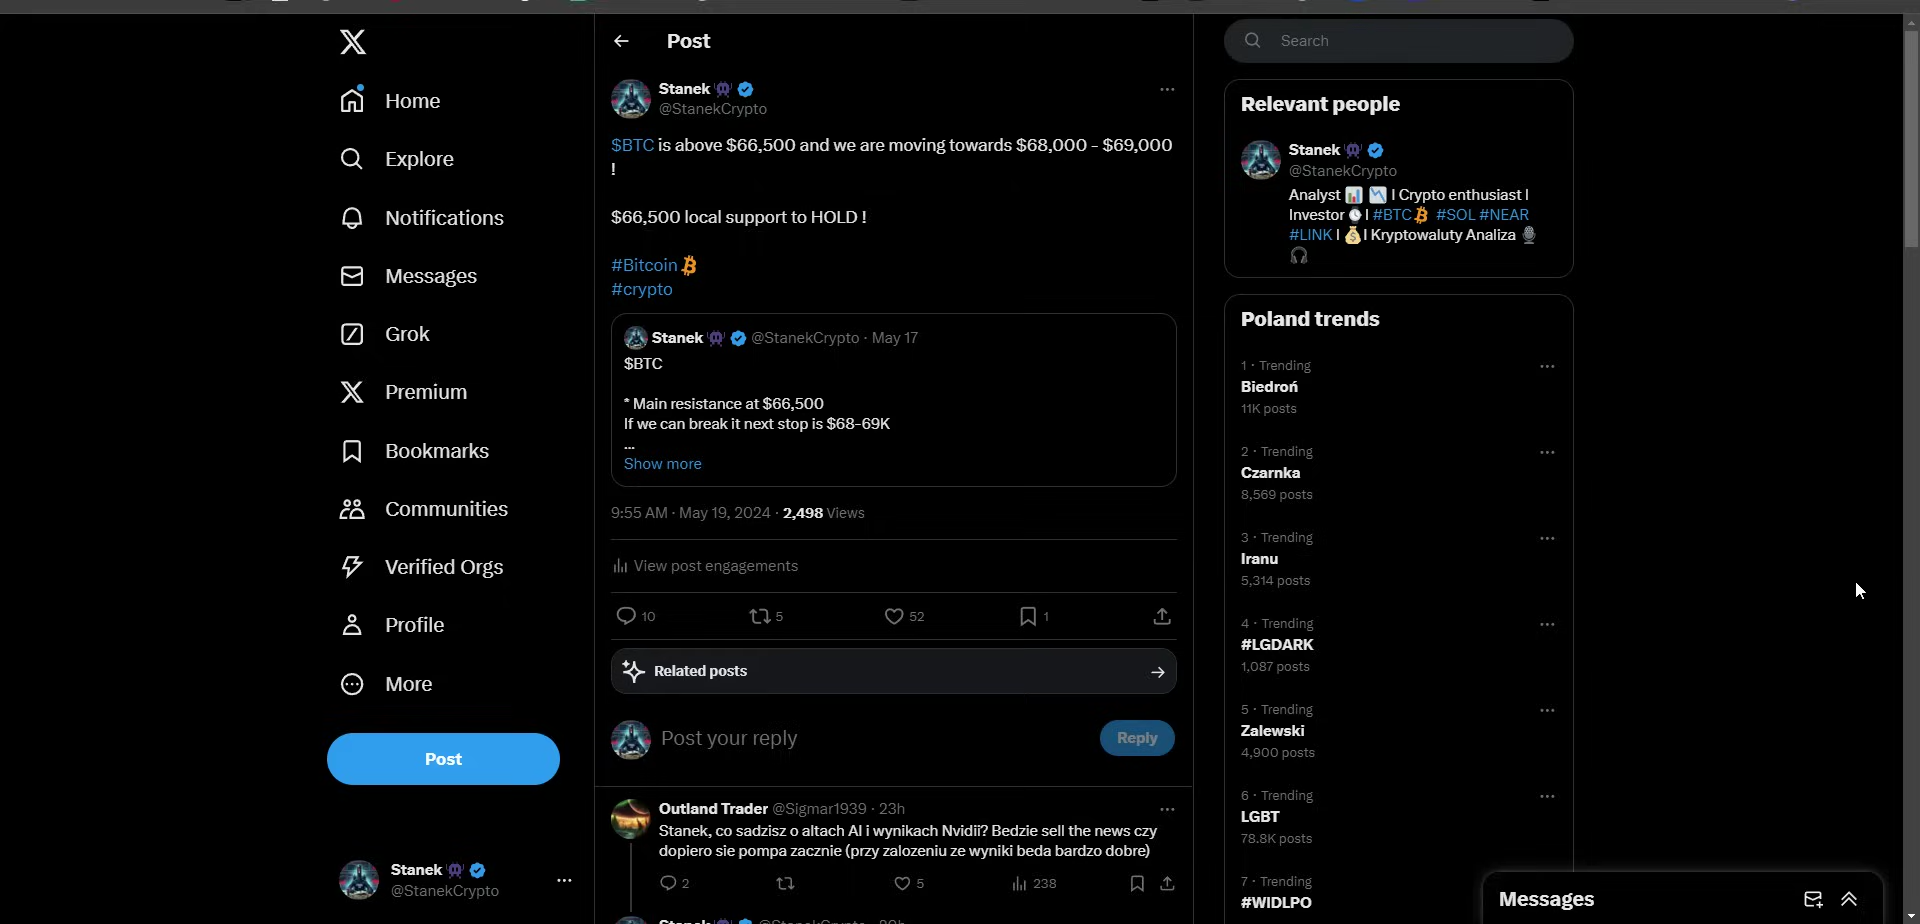 Home
Explore
Notifications
Messages
Grok
Premium
Bookmarks
Communities
Verified Orgs
Profile
More
Post
Stanek
@StanekCrypto
Post
Stanek
@StanekCrypto
$BTC is above $66,500 and we are moving towards $68,000 - $69,000
!
$66,500 local support to HOLD !
#Bitcoin
#crypto
Stanek @StanekCrypto · May 17
$BTC
* Main resistance at $66,500
If we can break it next stop is $68-69K
...
Show more
9:55 AM · May 19, 2024 · 2,498 Views
View post engagements
10 5 52 1
Related posts
Post your reply
Reply
Outland Trader @Sigmar1939 · 23h
Stanek, co sadzisz o altach AI i wynikach Nvidii? Bedzie sell the news czy
dopiero sie pompa zacznie (przy zalozeniu ze wyniki beda bardzo dobre)
2 5 238
Search
Relevant people
Stanek
@StanekCrypto
Analyst | Crypto enthusiast |
Investor | #BTC #SOL #NEAR
#LINK | | Kryptowaluty Analiza
Poland trends
1 · Trending
Biedroń
11K posts
2 · Trending
Czarnka
8,569 posts
3 · Trending
Iranu
5,314 posts
4 · Trending
#LGDARK
1,087 posts
5 · Trending
Zalewski
4,900 posts
6 · Trending
LGBT
78.8K posts
7 · Trending
#WIDLPO
Messages